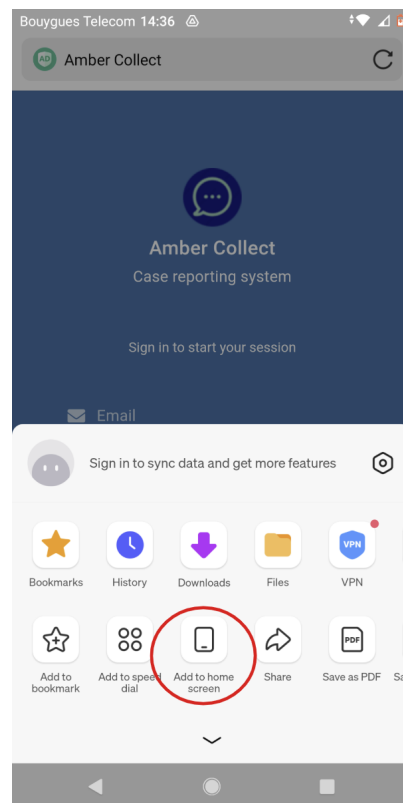 Bouygues Telecom 14:36
AD Amber Collect
Amber Collect
Case reporting system
Sign in to start your session
Email
Sign in to sync data and get more features
VPN
Bookmarks History Downloads Files VPN
PDF
Add to bookmark
Add to speed dial
Add to home screen
Share
Save as PDF
Sa